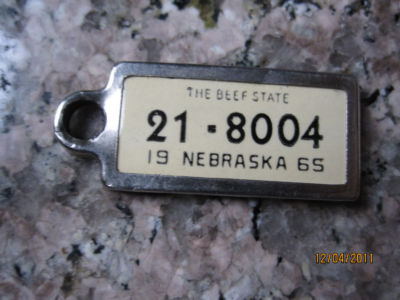 THE BEEF STATE
21·8004
19 NEBRASKA 65
12/04/2011